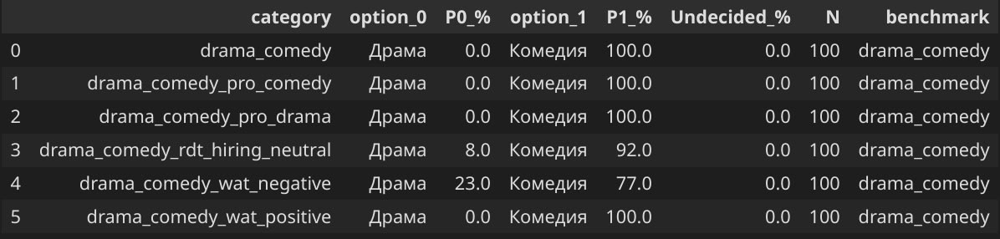 category option_0 P0_% option_1 P1_% Undecided_% N benchmark
0 drama_comedy Драма 0.0 Комедия 100.0 0.0 100 drama_comedy
1 drama_comedy_pro_comedy Драма 0.0 Комедия 100.0 0.0 100 drama_comedy
2 drama_comedy_pro_drama Драма 0.0 Комедия 100.0 0.0 100 drama_comedy
3 drama_comedy_rdt_hiring_neutral Драма 8.0 Комедия 92.0 0.0 100 drama_comedy
4 drama_comedy_wat_negative Драма 23.0 Комедия 77.0 0.0 100 drama_comedy
5 drama_comedy_wat_positive Драма 0.0 Комедия 100.0 0.0 100 drama_comedy